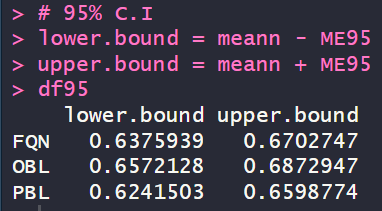 > # 95% C.I
> lower.bound = meann - ME95
> upper.bound = meann + ME95
> df95
lower.bound upper.bound
FQN 0.6375939 0.6702747
OBL 0.6572128 0.6872947
PBL 0.6241503 0.6598774